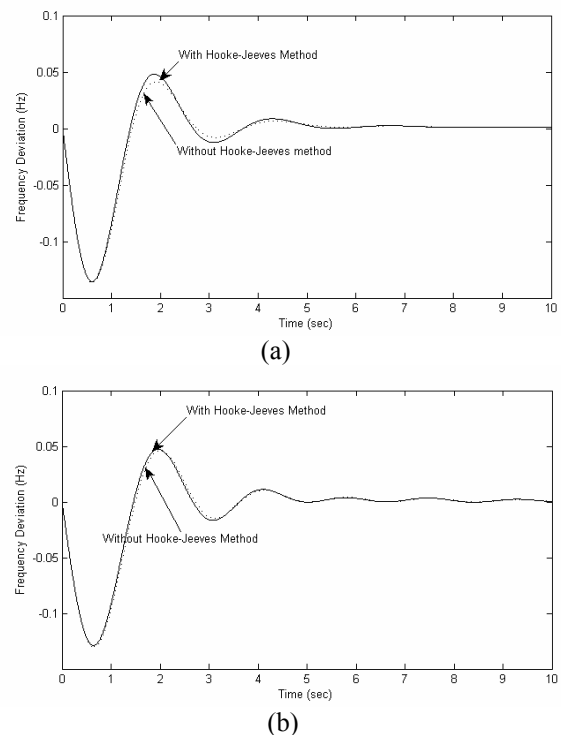 0.1
With Hooke-Jeeves Method
0.05
0
Without Hooke-Jeeves method
-0.05
-0.1
Frequency Deviation (Hz)
0 1 2 3 4 5 6 7 8 9 10
Time (sec)
(a)
0.1
With Hooke-Jeeves Method
0.05
0
Without Hooke-Jeeves Method
-0.05
-0.1
Frequency Deviation (Hz)
0 1 2 3 4 5 6 7 8 9 10
Time (sec)
(b)